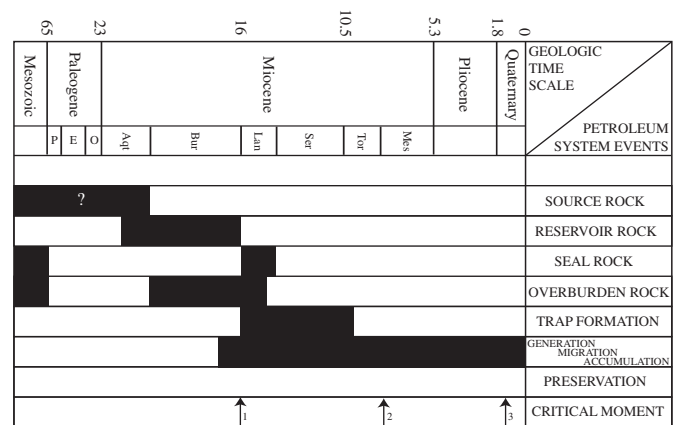 65
23
16
10.5
5.3
1.8
0
Mesozoic
Paleogene
Miocene
Pliocene
Quaternary
GEOLOGIC
TIME
SCALE
P
E
O
Aqt
Bur
Lan
Ser
Tor
Mes
PETROLEUM
SYSTEM EVENTS
?
SOURCE ROCK
RESERVOIR ROCK
SEAL ROCK
OVERBURDEN ROCK
TRAP FORMATION
GENERATION
MIGRATION
ACCUMULATION
PRESERVATION
1
2
3
CRITICAL MOMENT